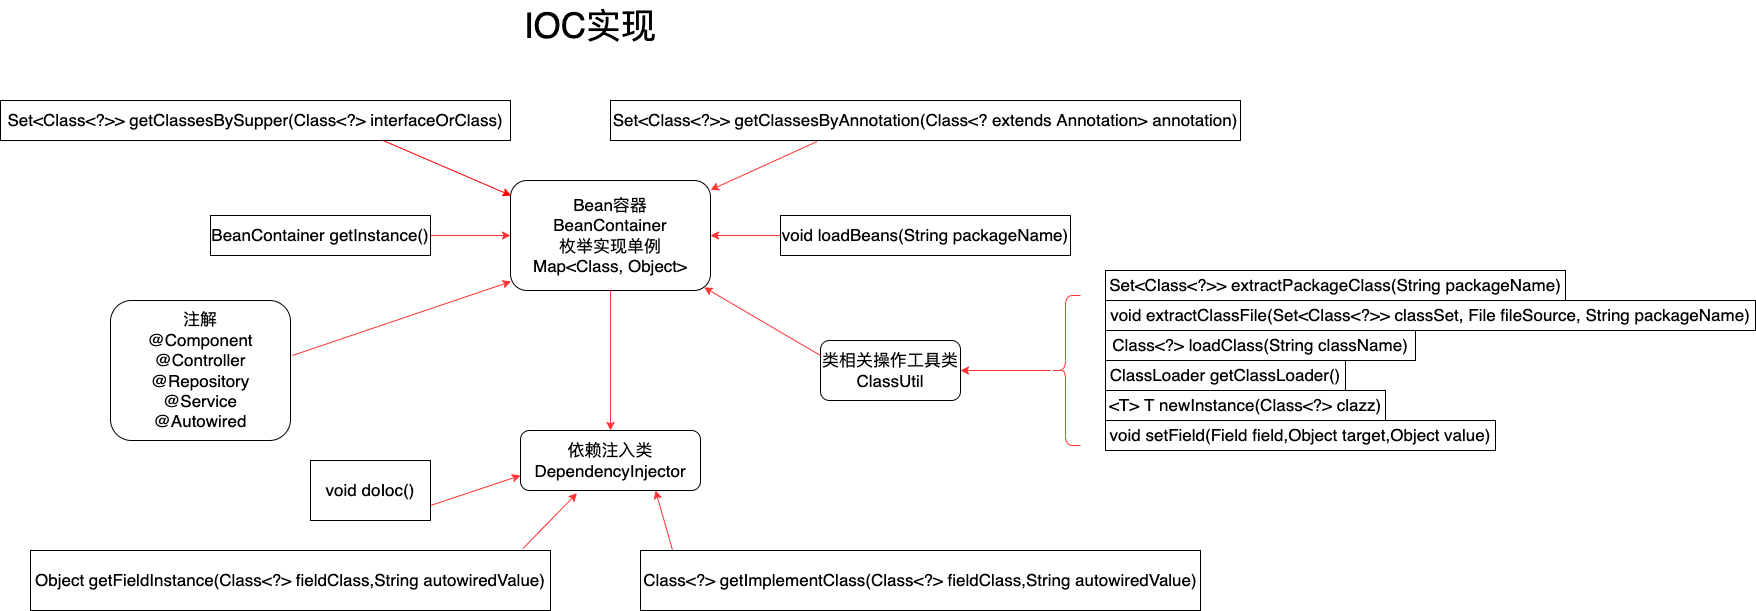 IOC实现
Set<Class<?>> getClassesBySupper(Class<?> interfaceOrClass)
Set<Class<?>> getClassesByAnnotation(Class<? extends Annotation> annotation)
Bean容器
BeanContainer
枚举实现单例
Map<Class, Object>
BeanContainer getInstance()
void loadBeans(String packageName)
注解
@Component
@Controller
@Repository
@Service
@Autowired
类相关操作工具类
ClassUtil
Set<Class<?>> extractPackageClass(String packageName)
void extractClassFile(Set<Class<?>> classSet, File fileSource, String packageName)
Class<?> loadClass(String className)
ClassLoader getClassLoader()
<T> T newInstance(Class<?> clazz)
void setField(Field field,Object target,Object value)
依赖注入类
DependencyInjector
void doIoc()
Object getFieldInstance(Class<?> fieldClass,String autowiredValue)
Class<?> getImplementClass(Class<?> fieldClass,String autowiredValue)